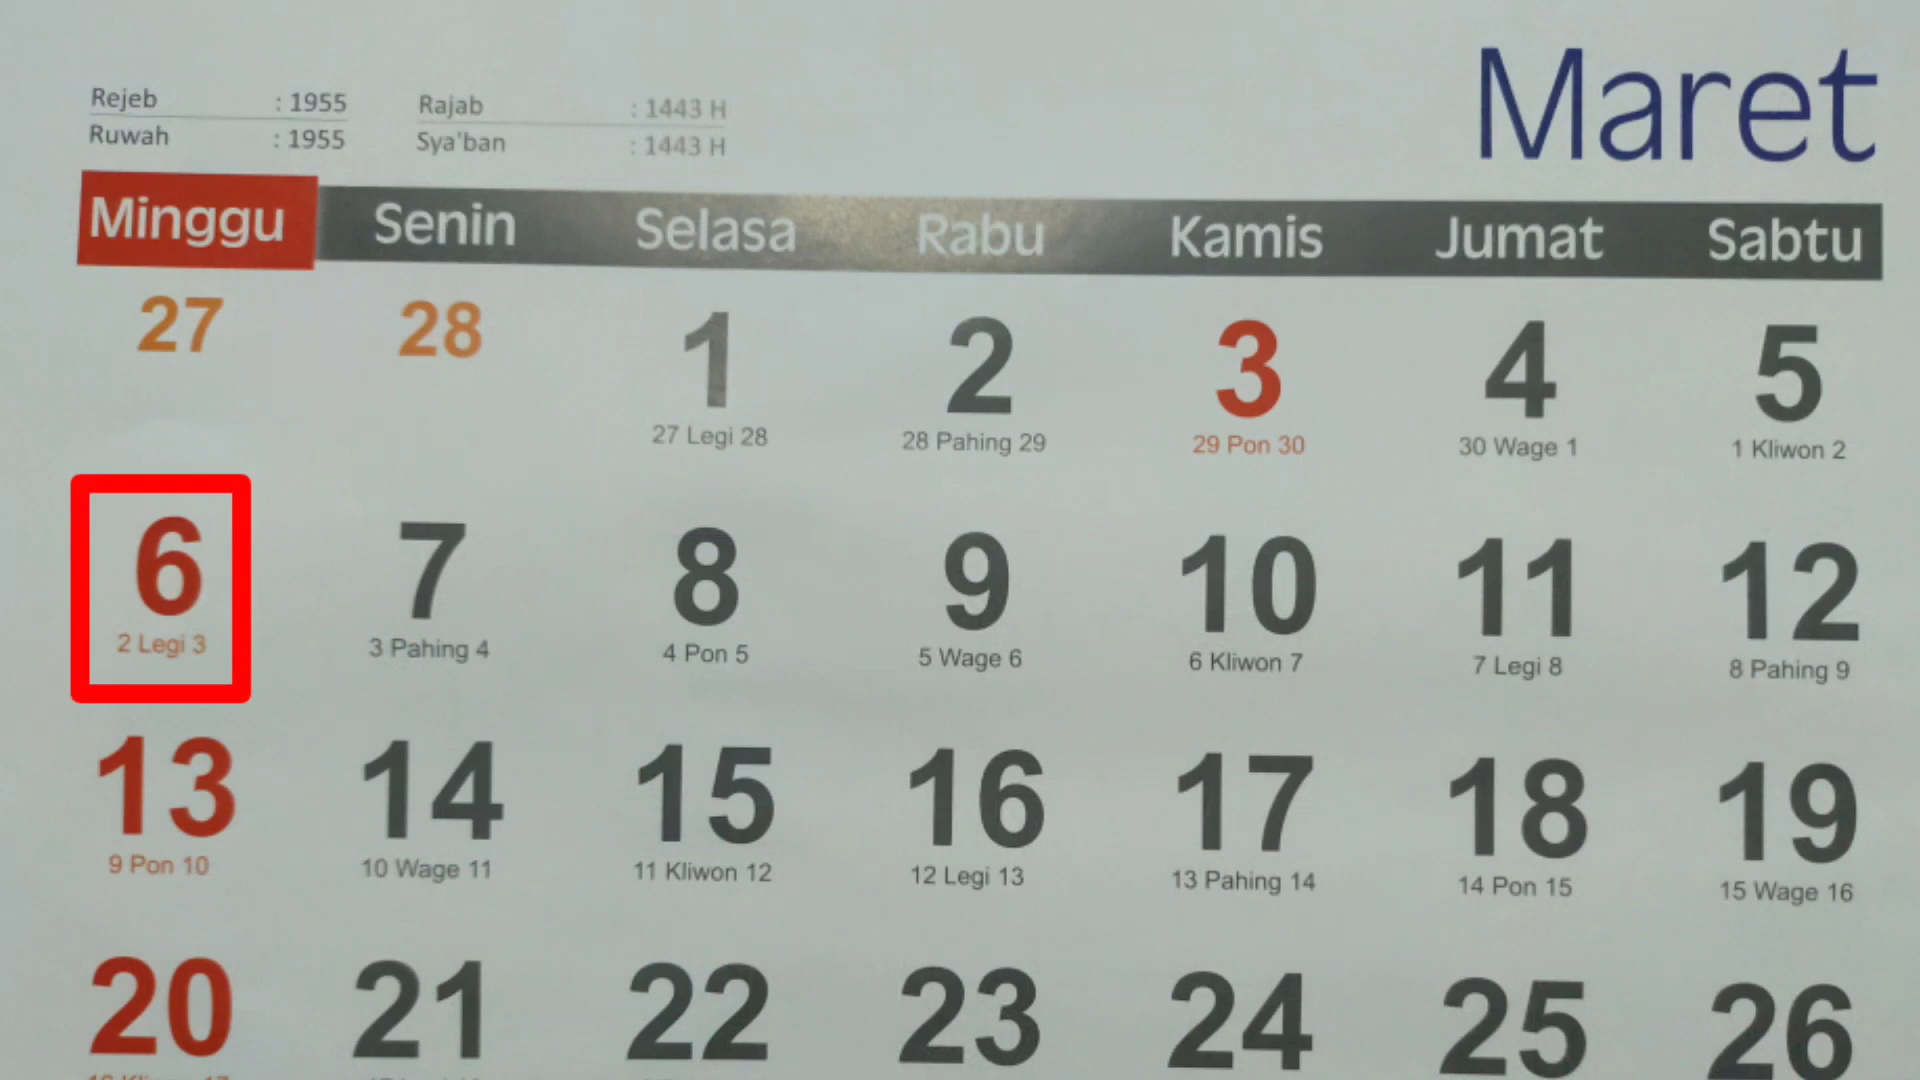 Maret
Rejeb : 1955 Rajab : 1443 H
Ruwah : 1955 Sya'ban : 1443 H
Minggu Senin Selasa Rabu Kamis Jumat Sabtu
27 28 1 2 3 4 5
27 Legi 28 28 Pahing 29 29 Pon 30 30 Wage 1 1 Kliwon 2
6 7 8 9 10 11 12
2 Legi 3 3 Pahing 4 4 Pon 5 5 Wage 6 6 Kliwon 7 7 Legi 8 8 Pahing 9
13 14 15 16 17 18 19
9 Pon 10 10 Wage 11 11 Kliwon 12 12 Legi 13 13 Pahing 14 14 Pon 15 15 Wage 16
20 21 22 23 24 25 26